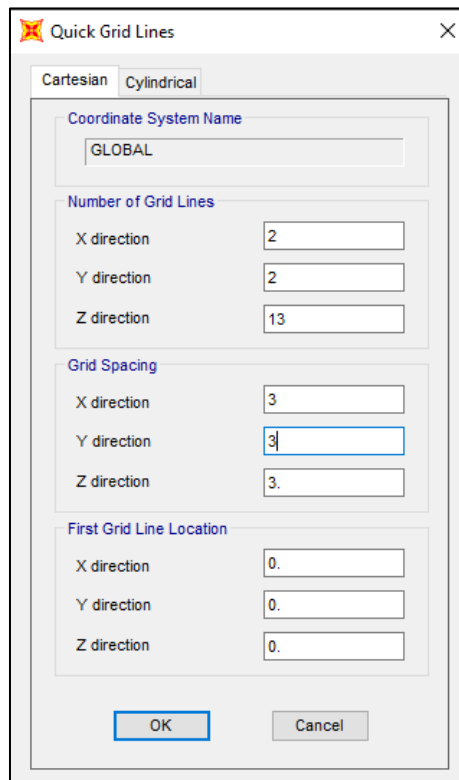 Quick Grid Lines
Cartesian Cylindrical
Coordinate System Name
GLOBAL
Number of Grid Lines
X direction 2
Y direction 2
Z direction 13
Grid Spacing
X direction 3
Y direction 3
Z direction 3.
First Grid Line Location
X direction 0.
Y direction 0.
Z direction 0.
OK Cancel